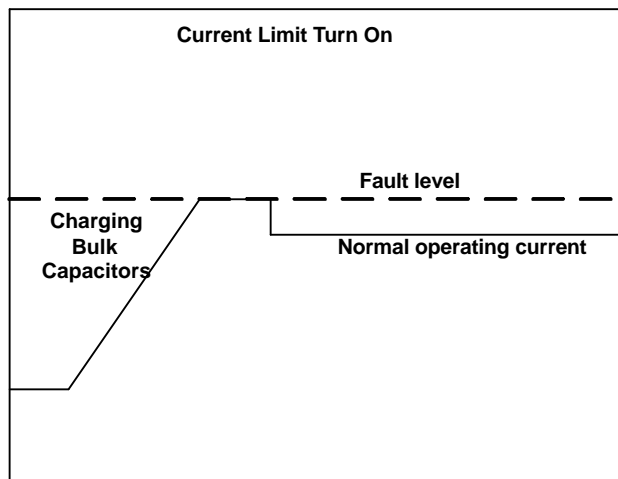 Current Limit Turn On
Fault level
Charging
Bulk
Capacitors
Normal operating current